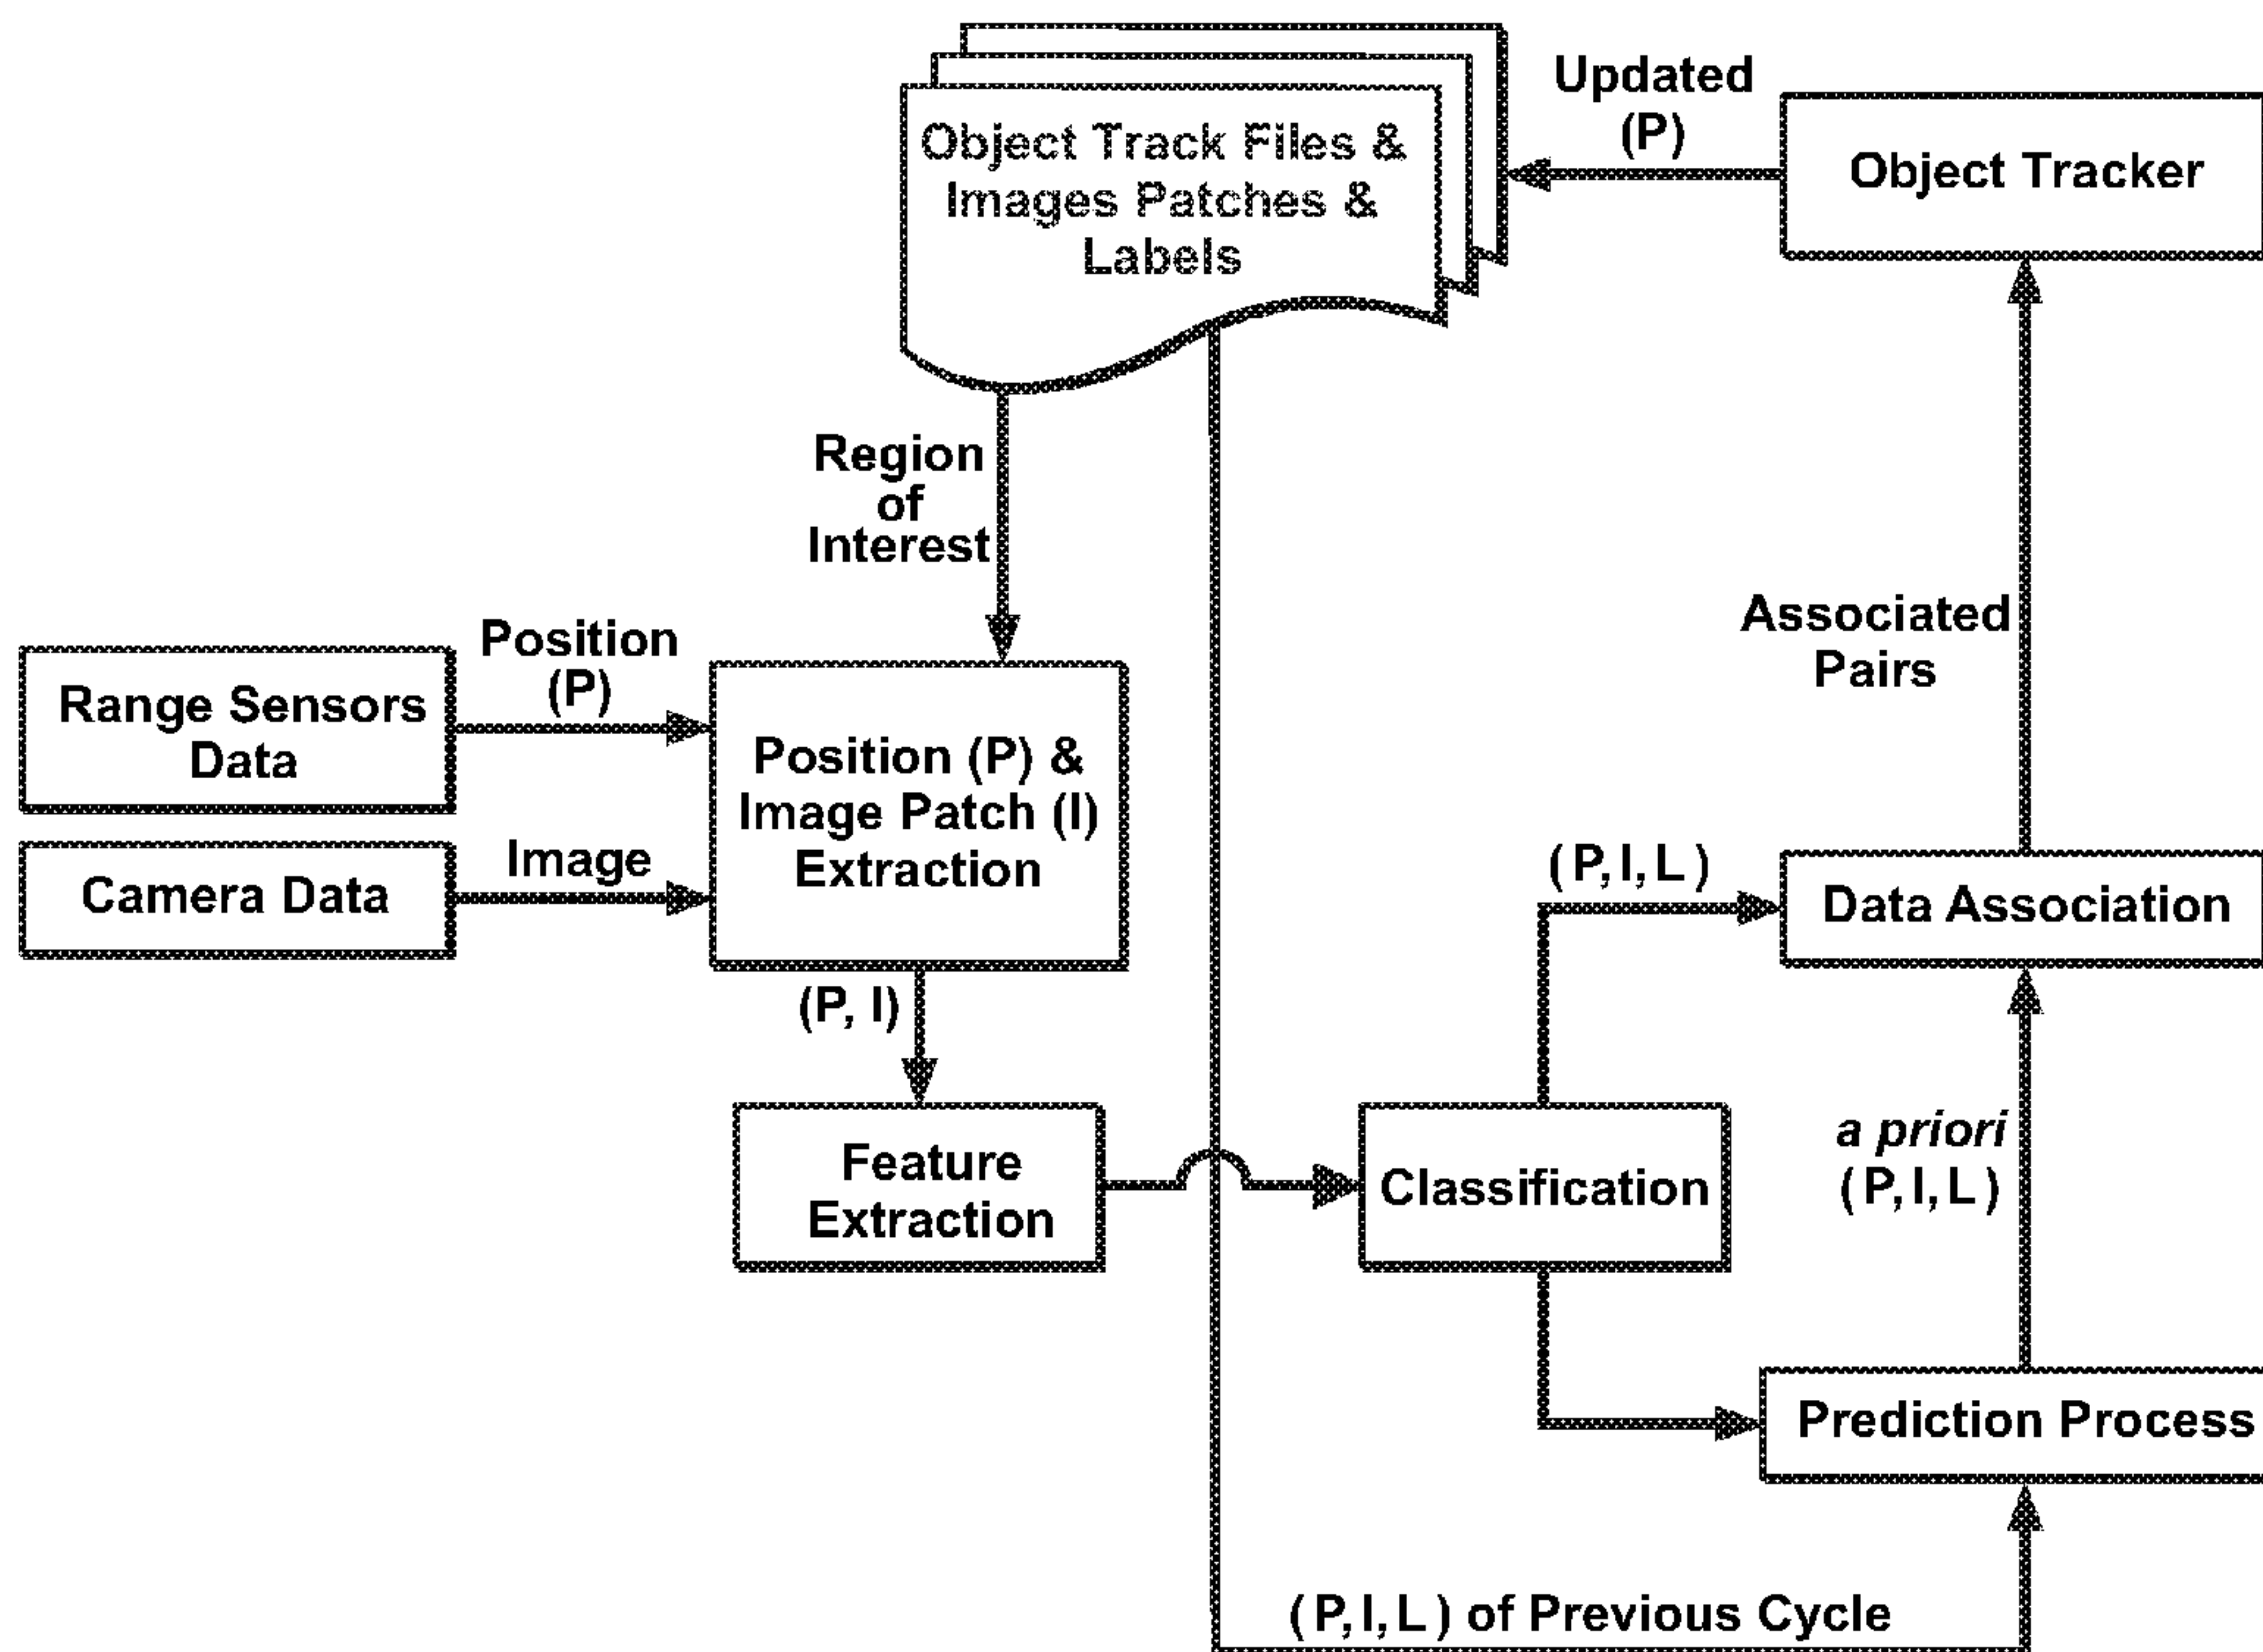 Updated
(P)
Object Track Files &
Images Patches &
Labels
Object Tracker
Region
of
Interest
Associated
Pairs
Position
(P)
Range Sensors
Data
Position (P) &
Image Patch (I)
Extraction
Image
Camera Data
(P, I, L)
Data Association
(P, I)
a priori
(P, I, L)
Feature
Extraction
Classification
Prediction Process
(P, I, L) of Previous Cycle